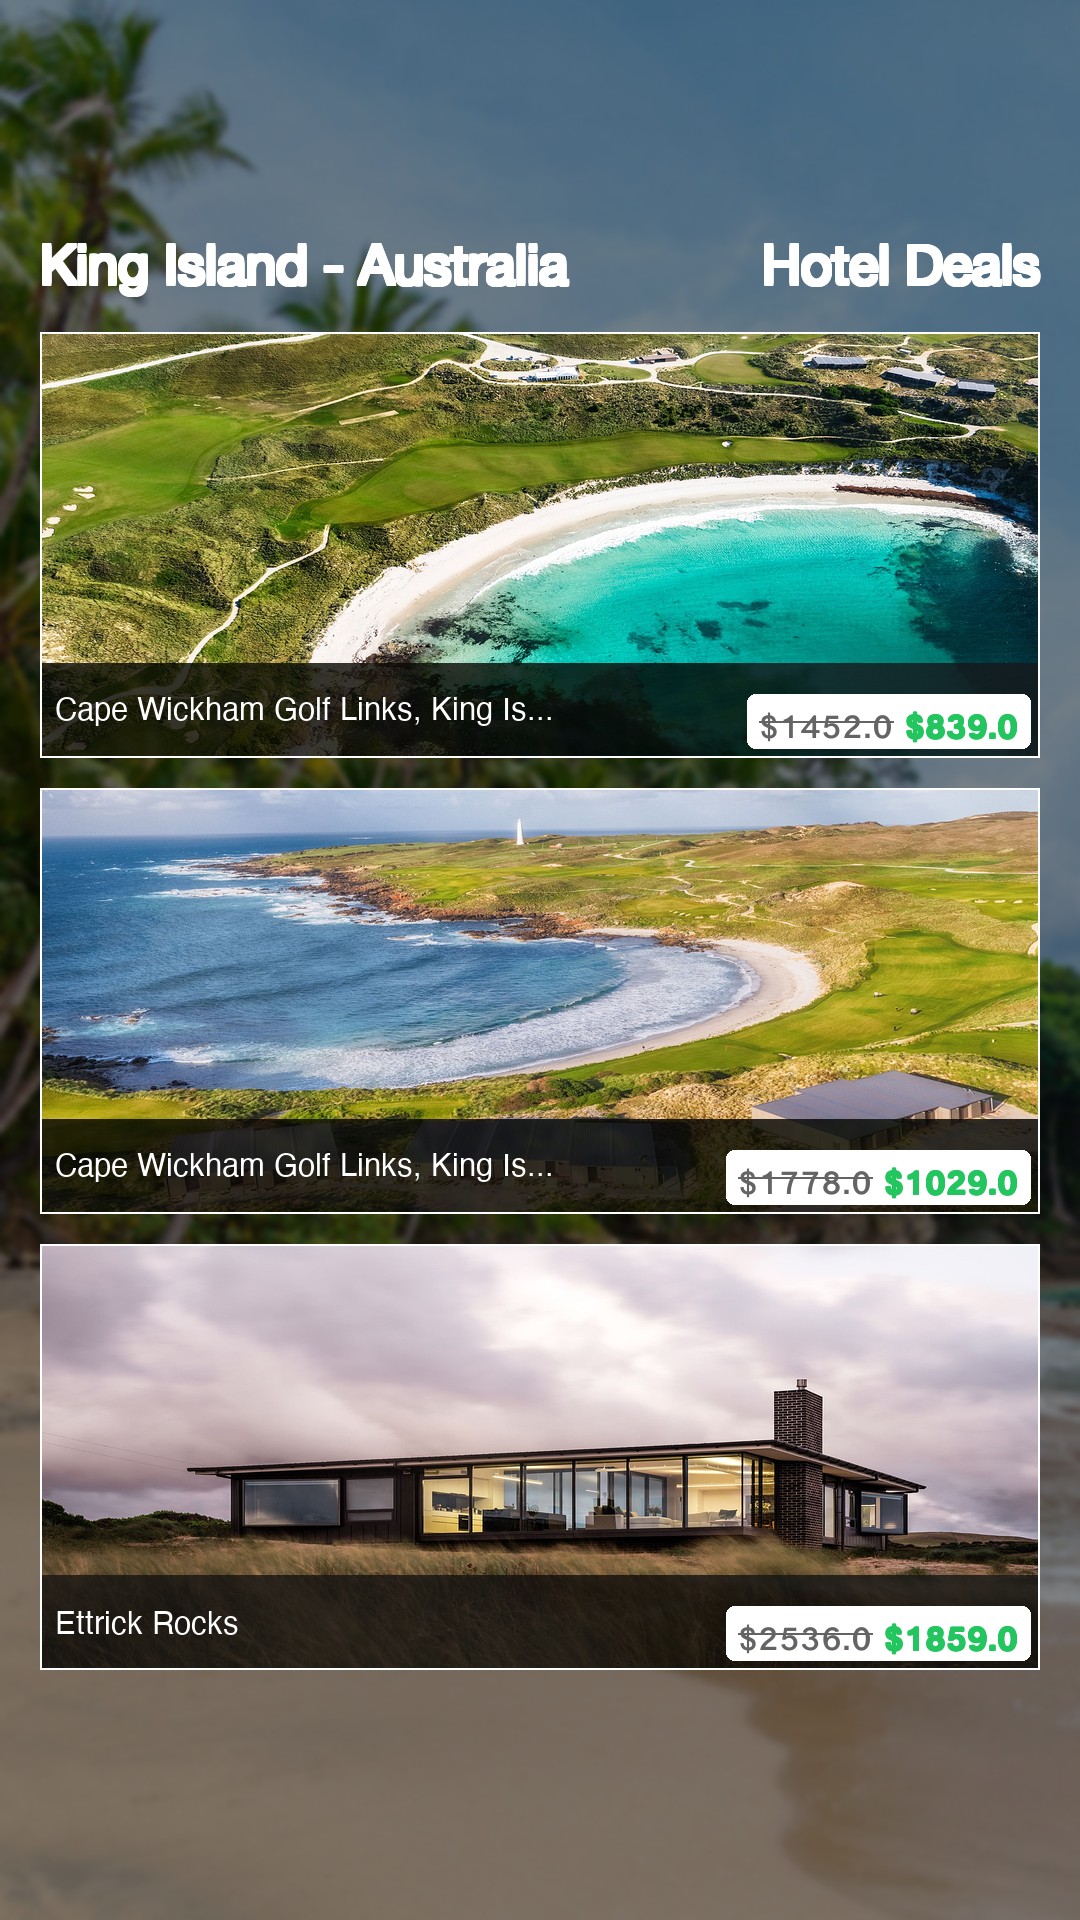 King Island - Australia
Hotel Deals
Cape Wickham Golf Links, King Is...
$1452.0 $839.0
Cape Wickham Golf Links, King Is...
$1778.0 $1029.0
Ettrick Rocks
$2536.0 $1859.0